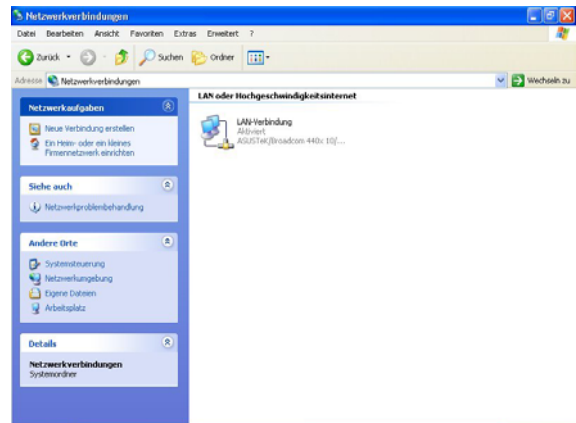 Netzwerkverbindungen
Datei Bearbeiten Ansicht Favoriten Extras Erweitert ?
Zurück Suchen Ordner
Adresse Netzwerkverbindungen Wechseln zu
Netzwerkaufgaben
Neue Verbindung erstellen
Ein Heim- oder ein kleines
Firmennetzwerk einrichten
Siehe auch
Netzwerkproblembehandlung
Andere Orte
Systemsteuerung
Netzwerkumgebung
Eigene Dateien
Arbeitsplatz
Details
Netzwerkverbindungen
Systemordner
LAN oder Hochgeschwindigkeitsinternet
LAN-Verbindung
Aktiviert
ASUSTeK/Broadcom 440x 10/...